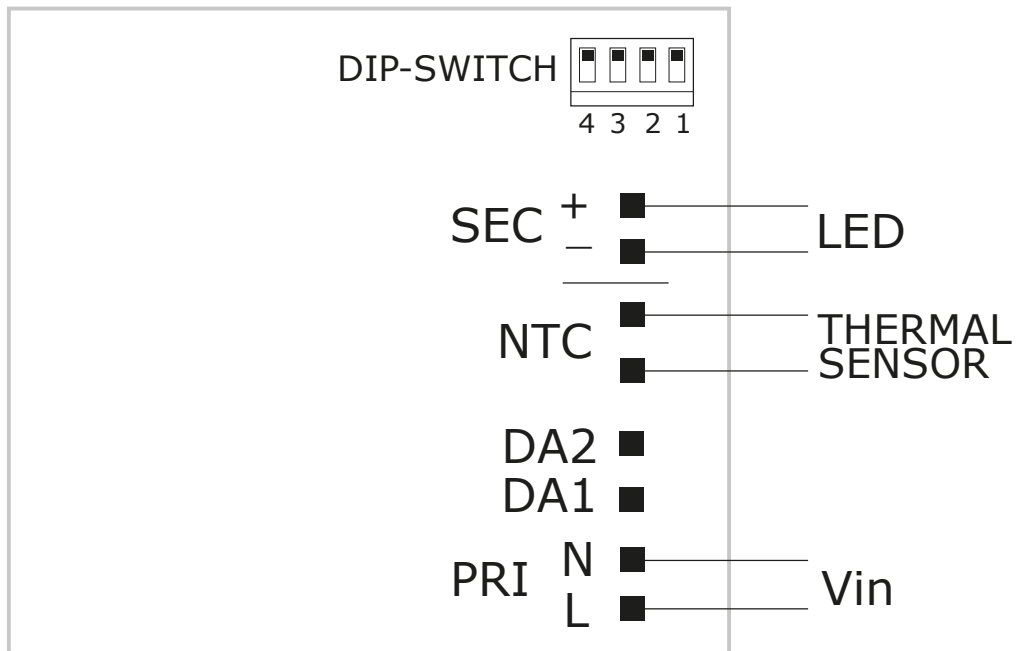 DIP-SWITCH
4 3 2 1
SEC + LED
−
NTC THERMAL
SENSOR
DA2
DA1
PRI N Vin
L